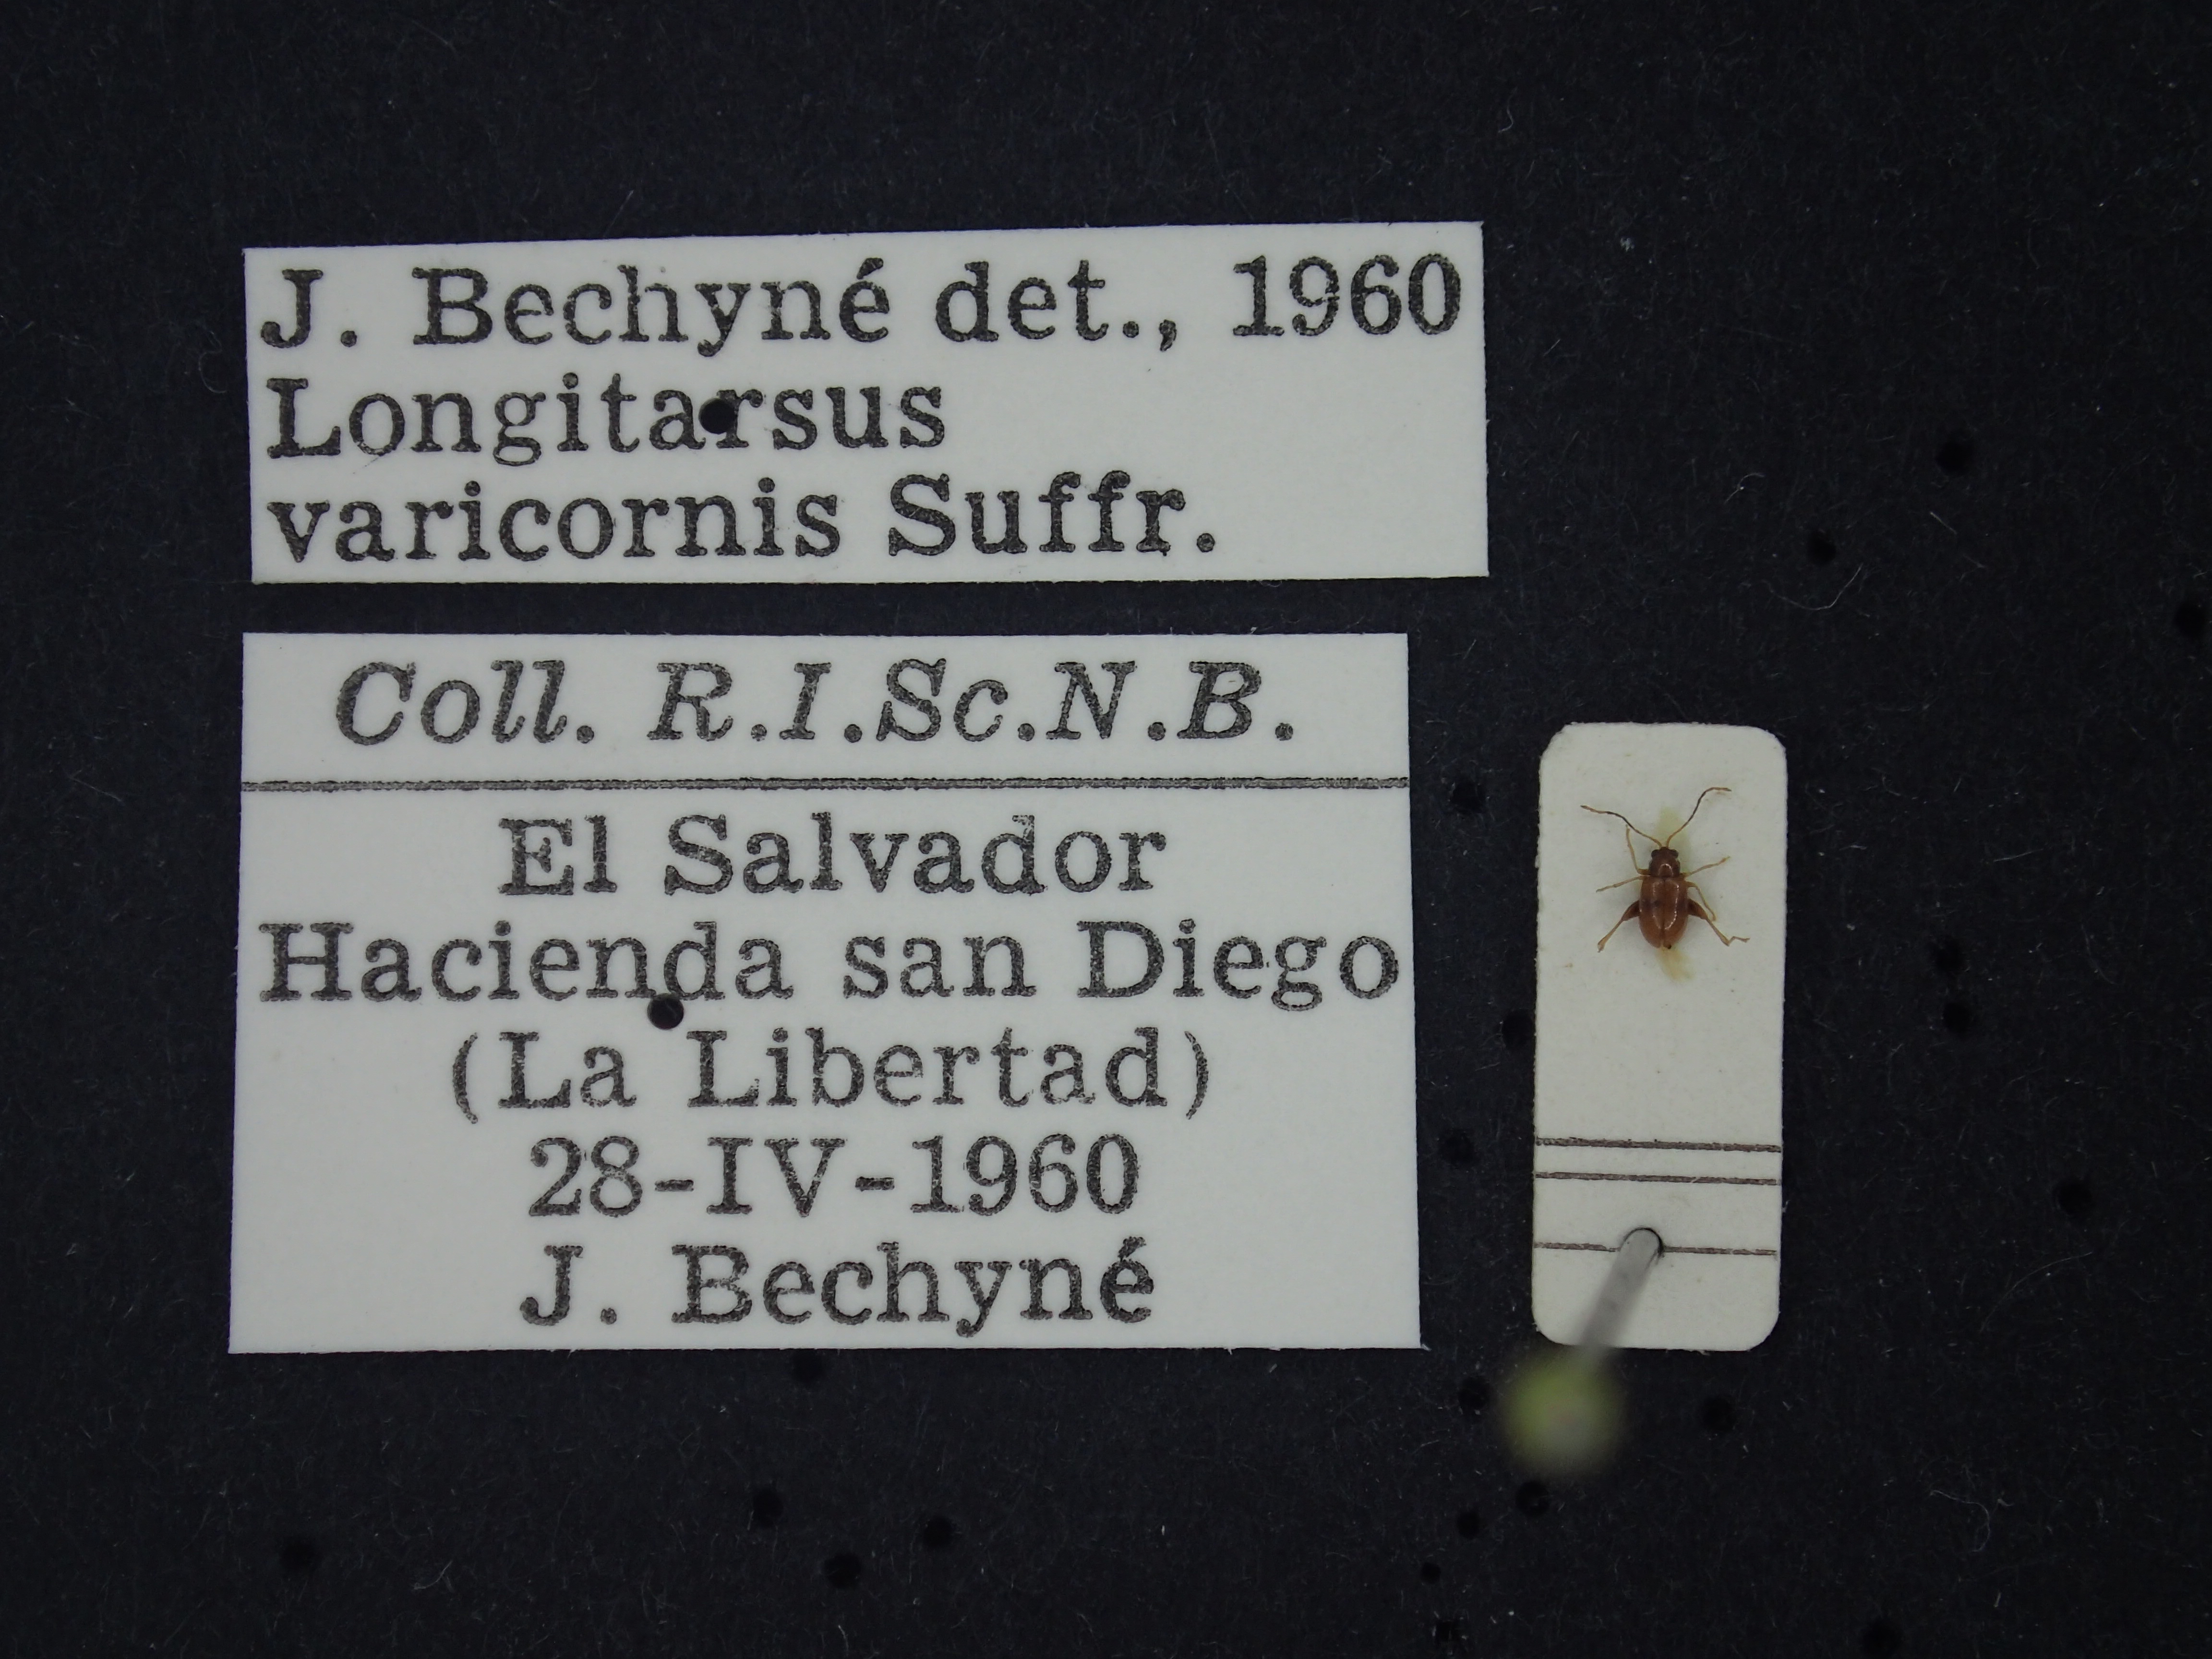 J. Bechyné det., 1960
Longitarsus
varicornis Suffr.
Coll. R.I.Sc.N.B.
El Salvador
Hacienda san Diego
(La Libertad)
28-IV-1960
J. Bechyné